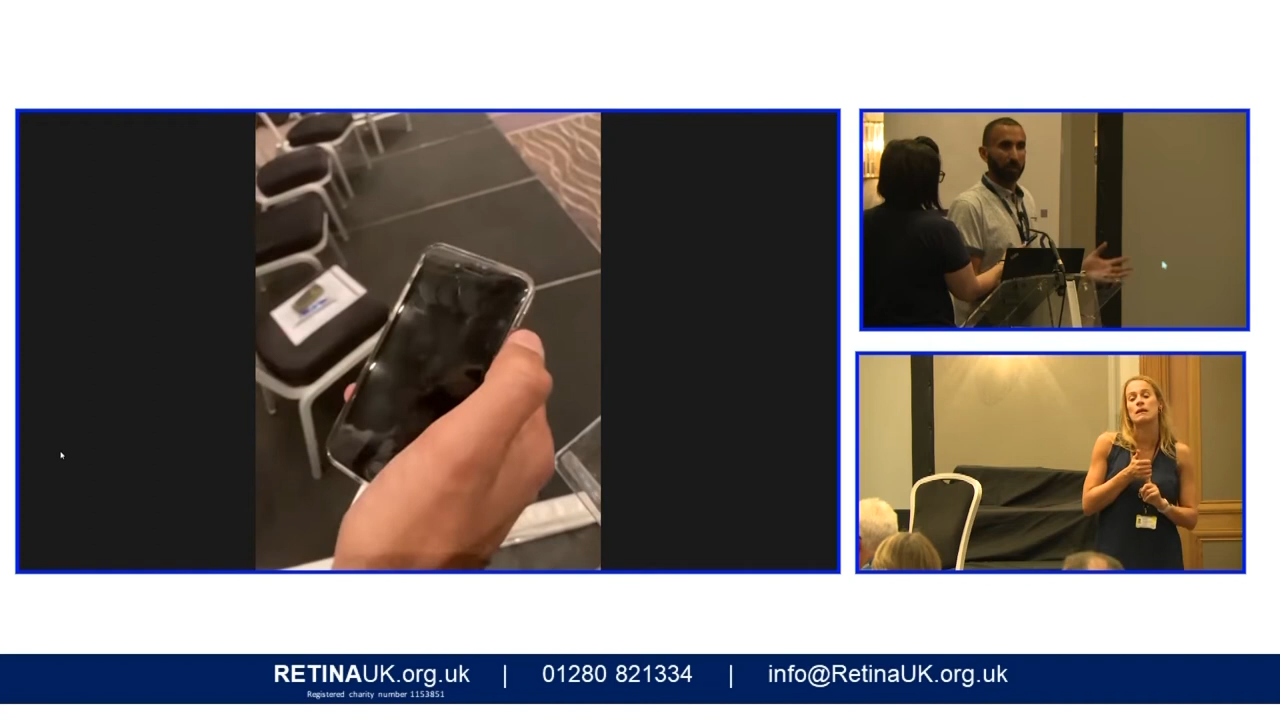 RETINAUK.org.uk | 01280 821334 | info@RetinaUK.org.uk
Registered charity number 1153851